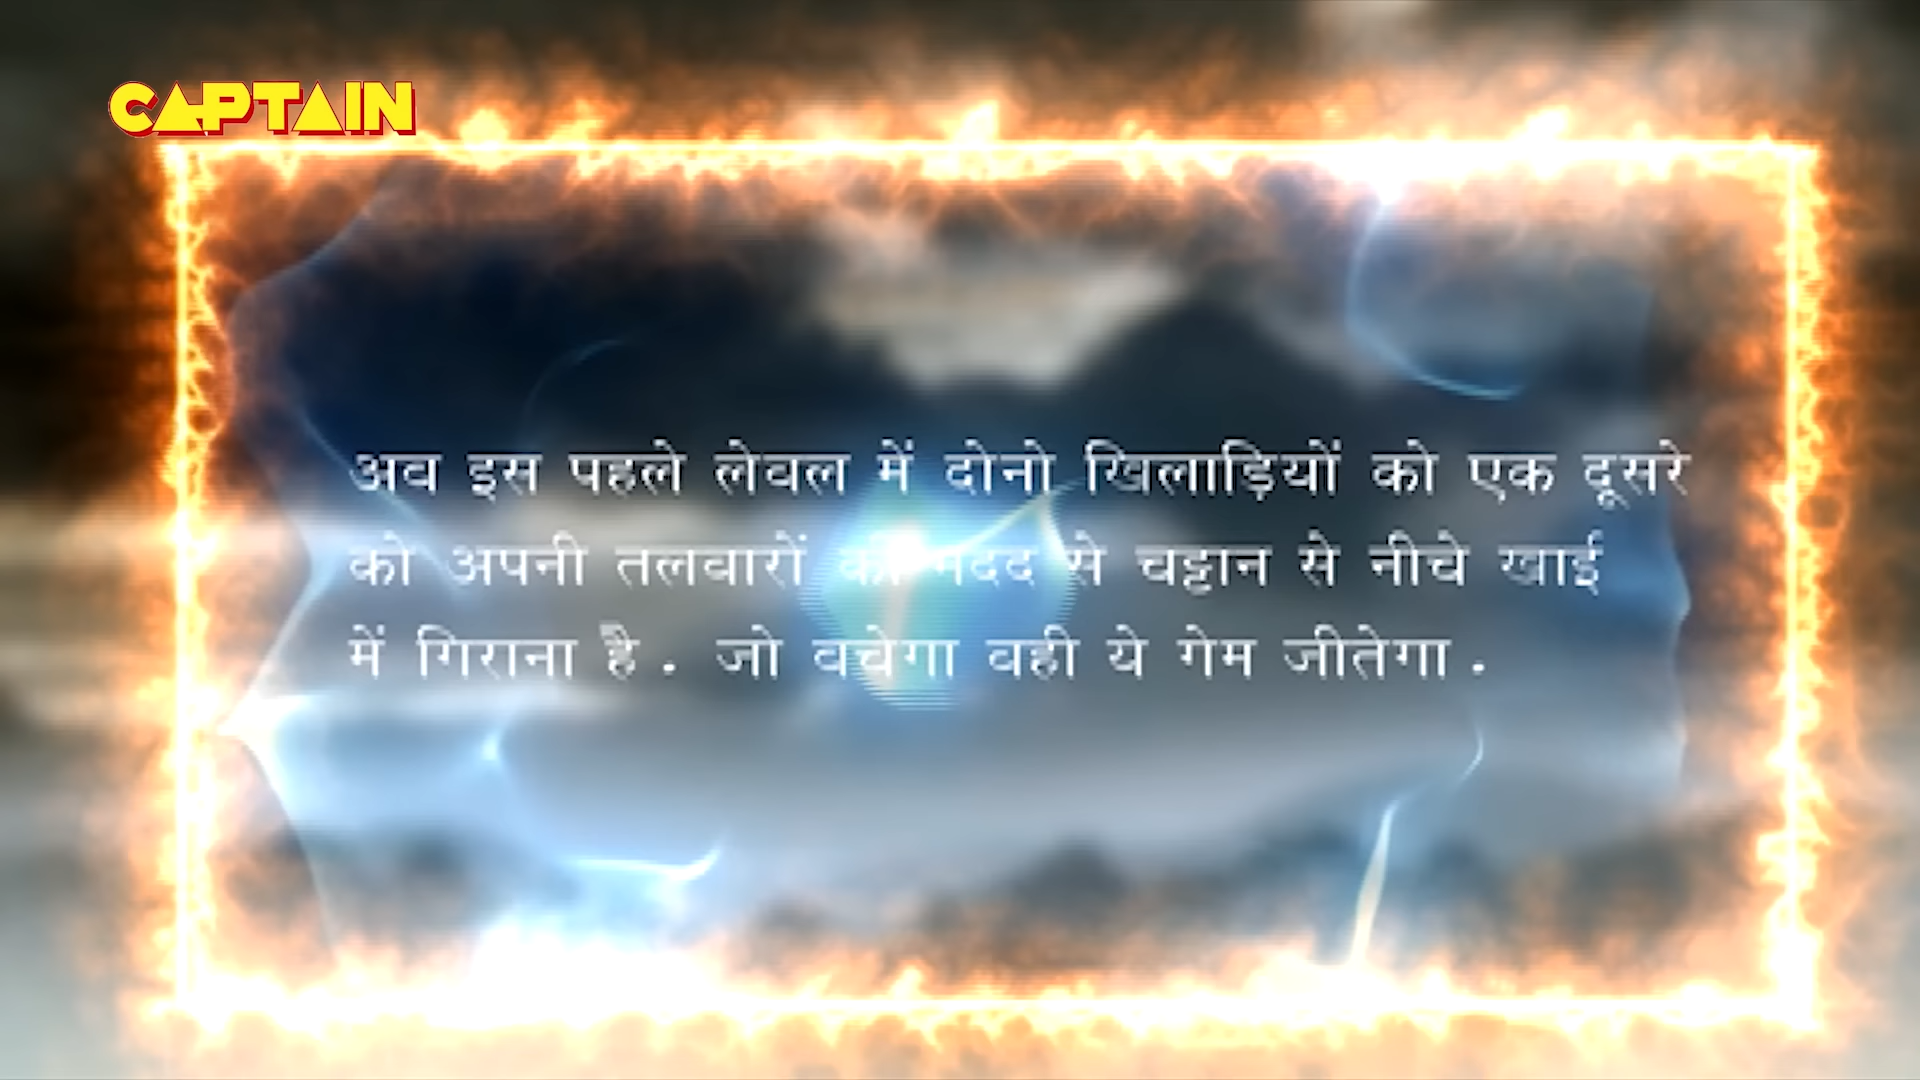 CAPTAIN
अब इस पहले लेवल में दोनो खिलाड़ियों को एक दूसरे
को अपनी तलवारों की मदद से चट्टान से नीचे खाई
में गिराना है . जो बचेगा वही ये गेम जीतेगा .